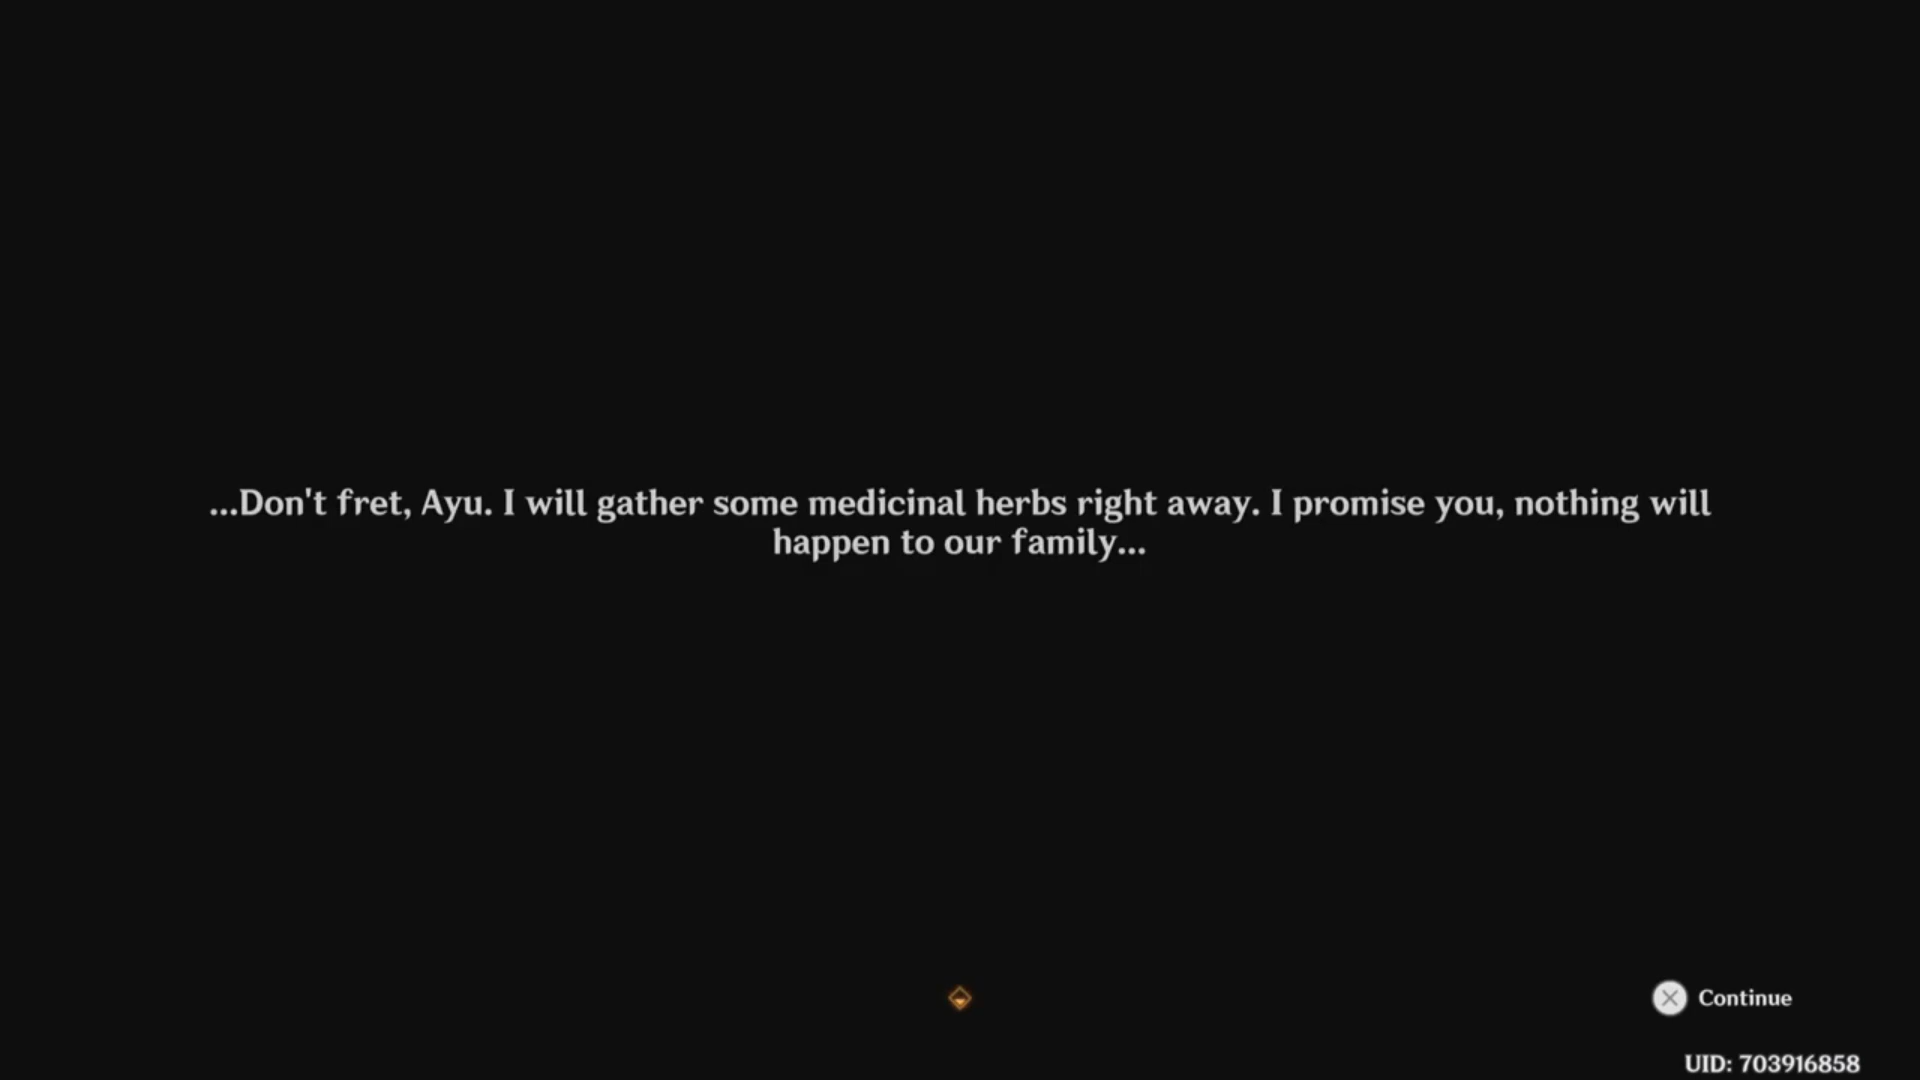 ...Don't fret, Ayu. I will gather some medicinal herbs right away. I promise you, nothing will
happen to our family...
Continue
UID: 703916858